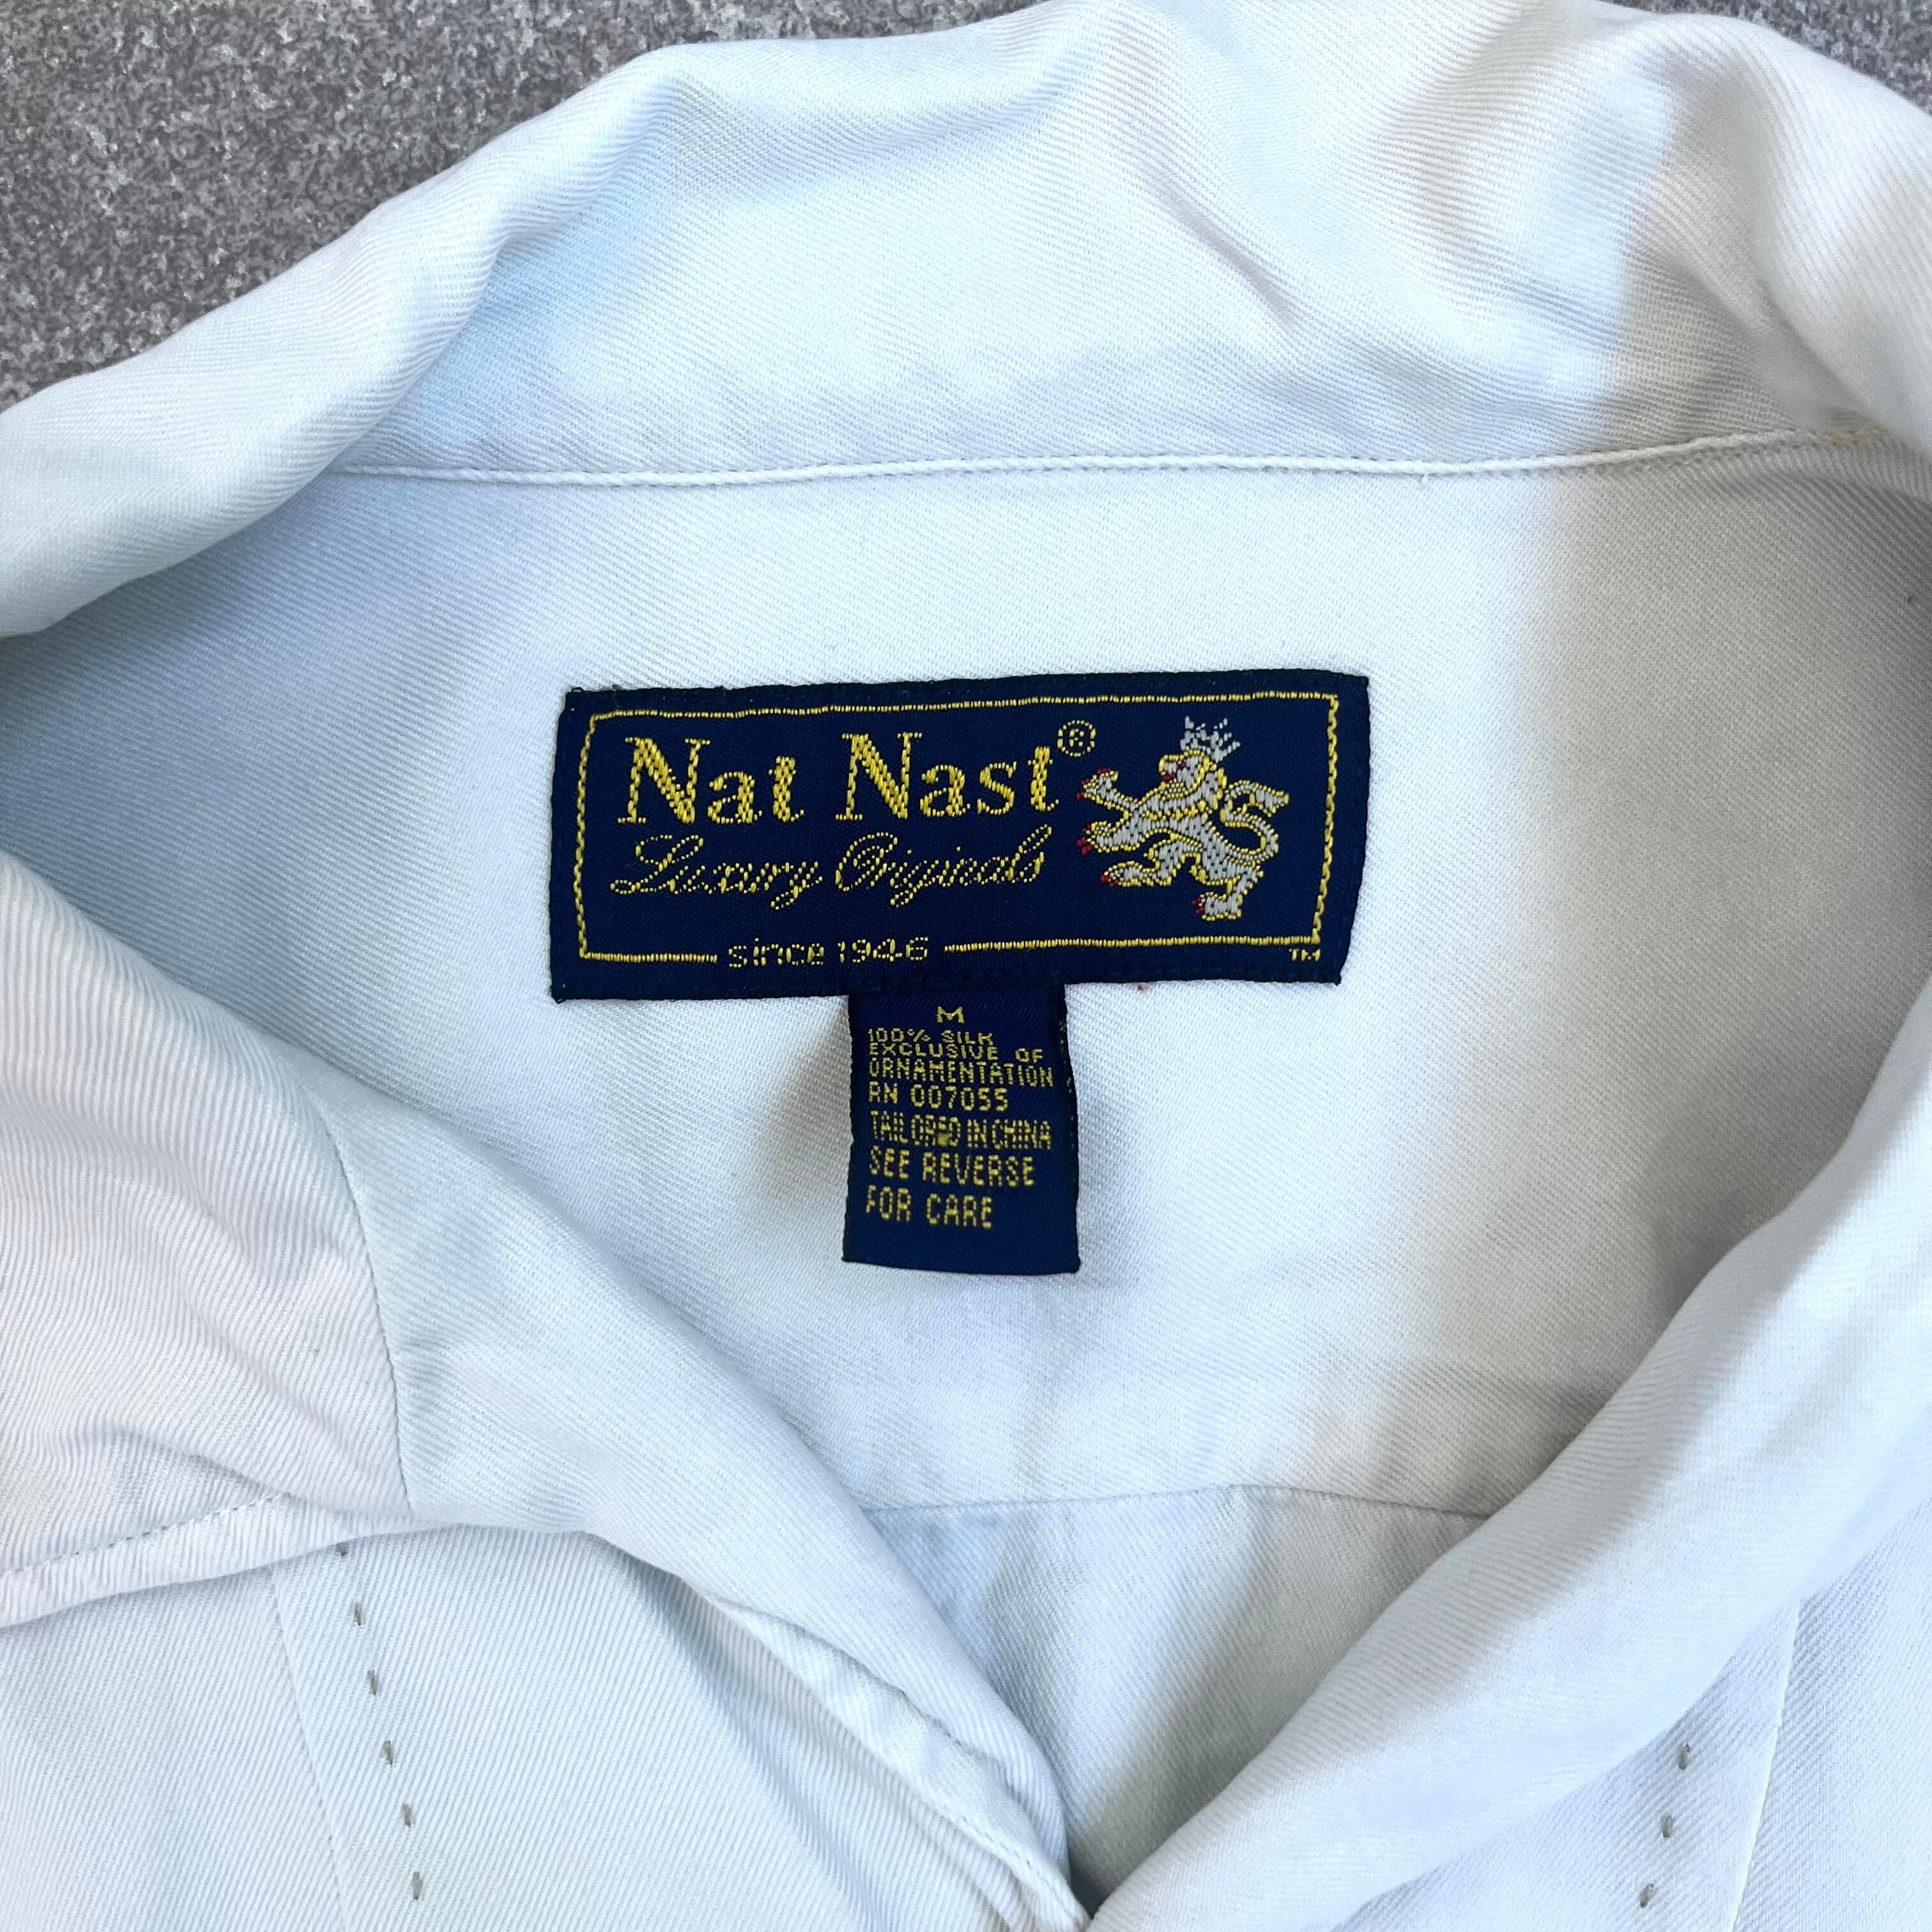 Nat Nast®
Luxury Originals
since 1946
TM
M
100% SILK
EXCLUSIVE OF
ORNAMENTATION
RN 007055
TAILORED IN CHINA
SEE REVERSE
FOR CARE